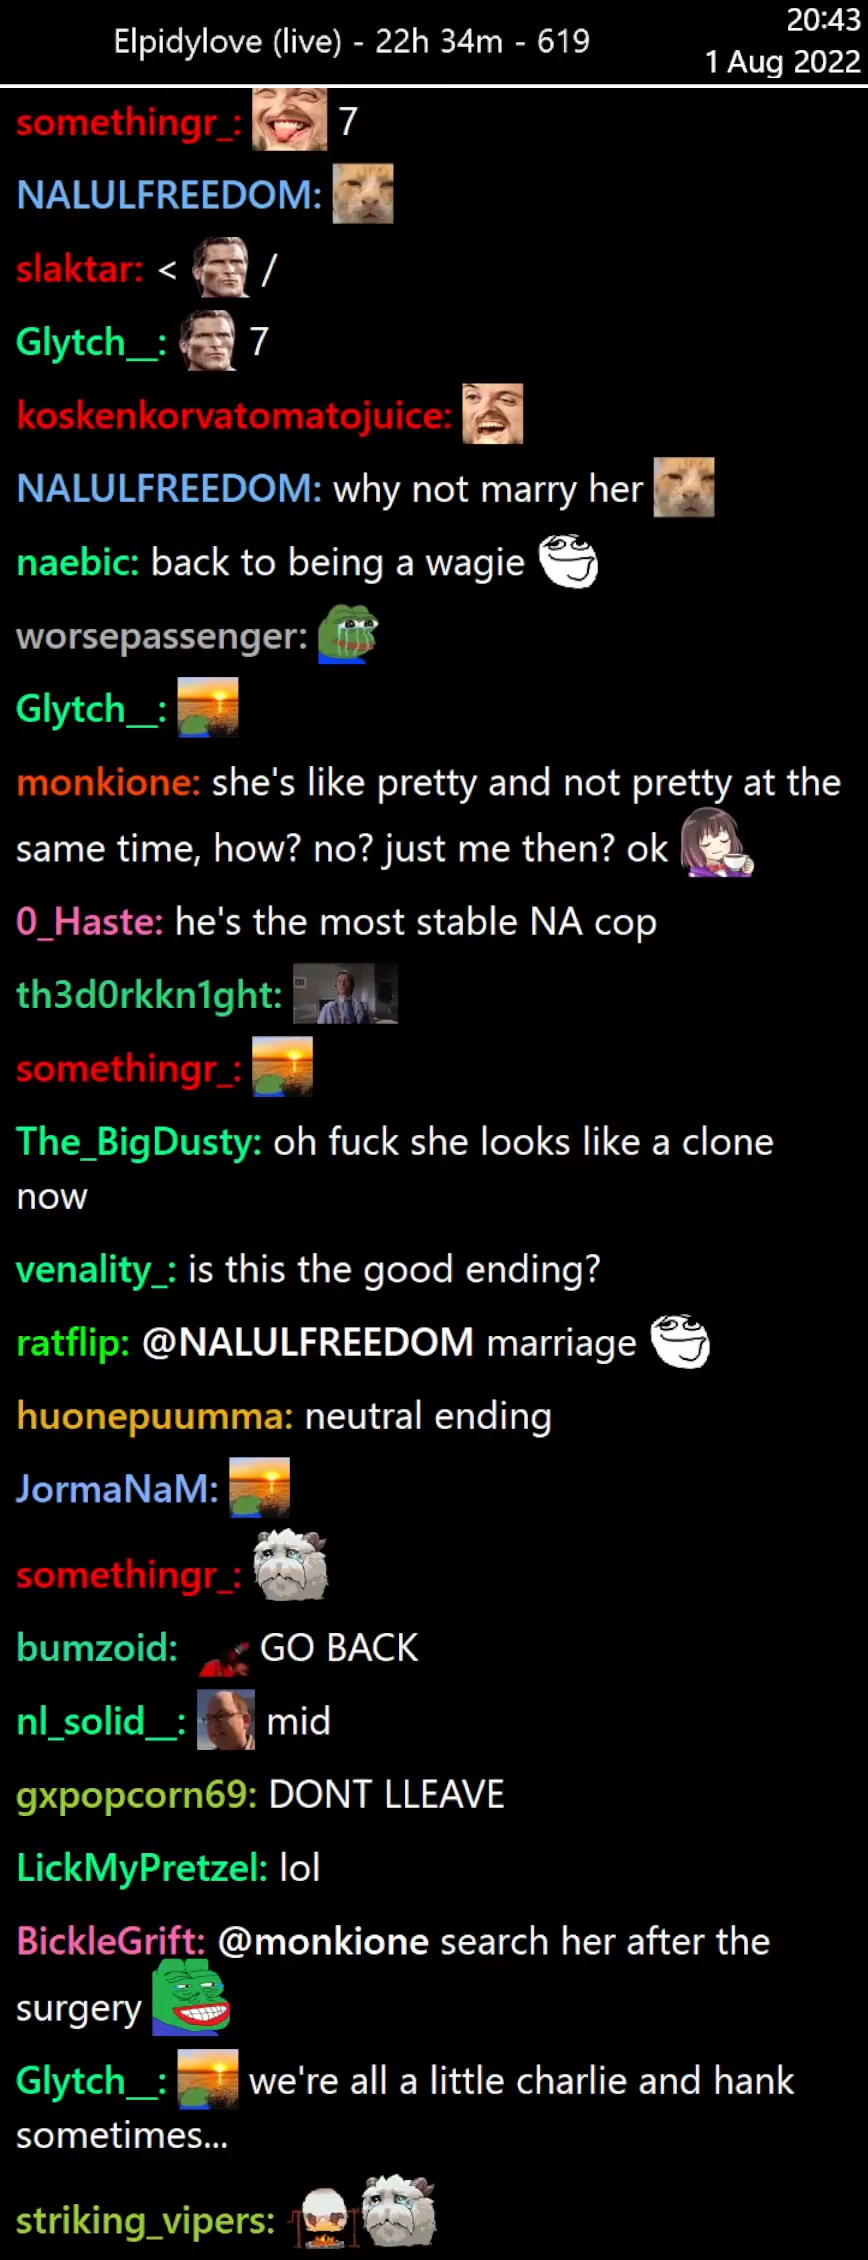 20:43
Elpidylove (live) - 22h 34m - 619
1 Aug 2022
somethingr_: 7
NALULFREEDOM:
slaktar: < /
Glytch__: 7
koskenkorvatomatojuice:
NALULFREEDOM: why not marry her
naebic: back to being a wagie
worsepassenger:
Glytch__:
monkione: she's like pretty and not pretty at the
same time, how? no? just me then? ok
0_Haste: he's the most stable NA cop
th3d0rkkn1ght:
somethingr_:
The_BigDusty: oh fuck she looks like a clone
now
venality_: is this the good ending?
ratflip: @NALULFREEDOM marriage
huonepuumma: neutral ending
JormaNaM:
somethingr_:
bumzoid: GO BACK
nl_solid__: mid
gxpopcorn69: DONT LLEAVE
LickMyPretzel: lol
BickleGrift: @monkione search her after the
surgery
Glytch__: we're all a little charlie and hank
sometimes...
striking_vipers: